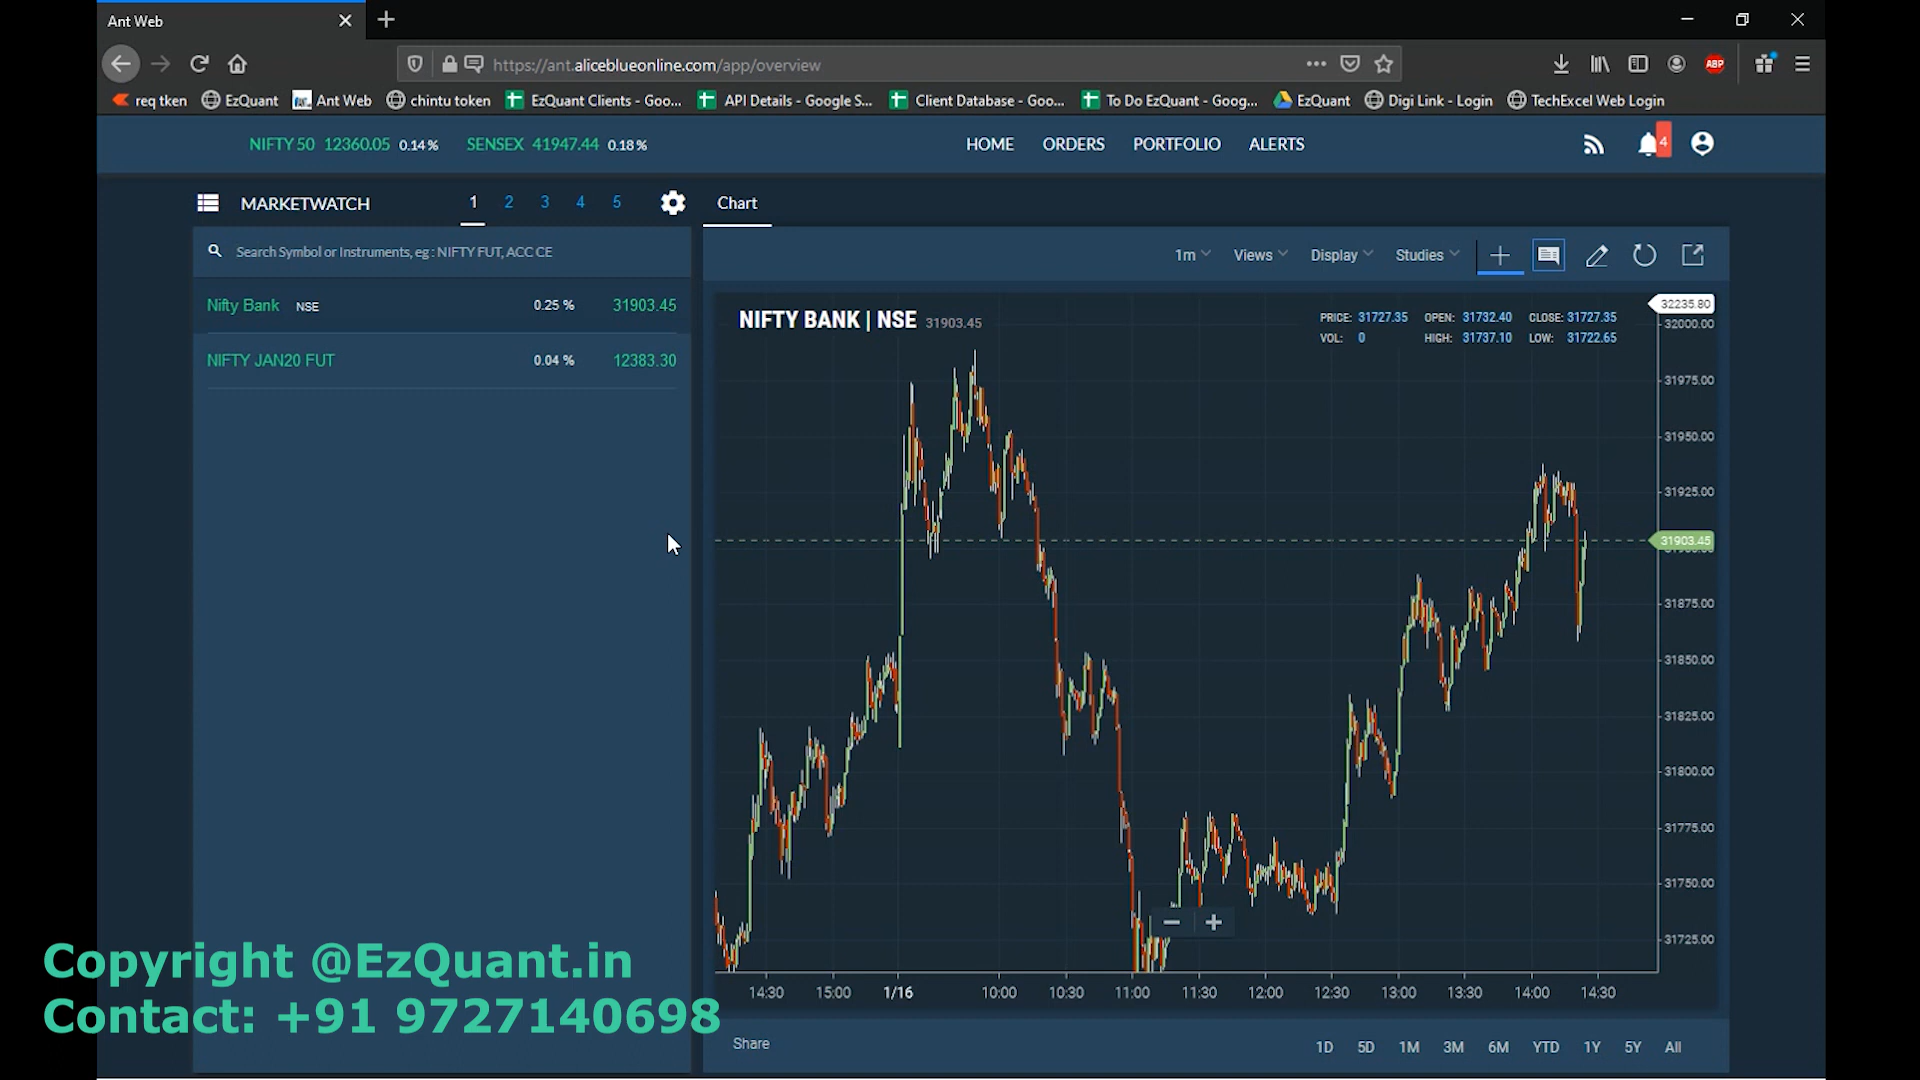 Ant Web
https://ant.aliceblueonline.com/app/overview
ABP
req tken EzQuant Ant Web chintu token EzQuant Clients - Goo... API Details - Google S... Client Database - Goo... To Do EzQuant - Goog... EzQuant Digi Link - Login TechExcel Web Login
NIFTY 50 12360.05 0.14 % SENSEX 41947.44 0.18 % HOME ORDERS PORTFOLIO ALERTS 4
MARKETWATCH 1 2 3 4 5 Chart
Search Symbol or Instruments, eg : NIFTY FUT, ACC CE
1m Views Display Studies
Nifty Bank NSE 0.25 % 31903.45
NIFTY JAN20 FUT 0.04 % 12383.30
NIFTY BANK | NSE 31903.45
PRICE: 31727.35 OPEN: 31732.40 CLOSE: 31727.35
VOL: 0 HIGH: 31737.10 LOW: 31722.65
32235.80
32000.00
31975.00
31950.00
31925.00
31903.45
31875.00
31850.00
31825.00
31800.00
31775.00
31750.00
31725.00
14:30 15:00 1/16 10:00 10:30 11:00 11:30 12:00 12:30 13:00 13:30 14:00 14:30
Share
1D 5D 1M 3M 6M YTD 1Y 5Y All
Copyright @EzQuant.in
Contact: +91 9727140698